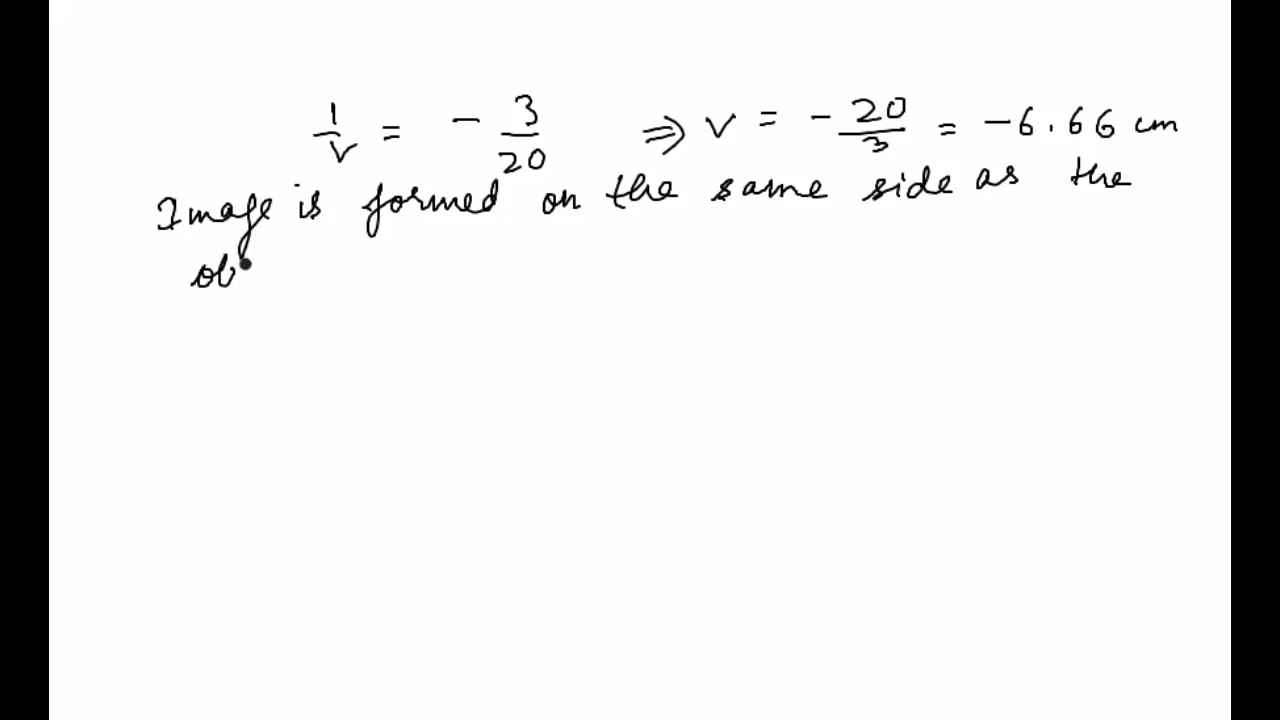 1/v = - 3/20 ⇒ v = - 20/3 = -6.66 cm
Image is formed on the same side as the
ob